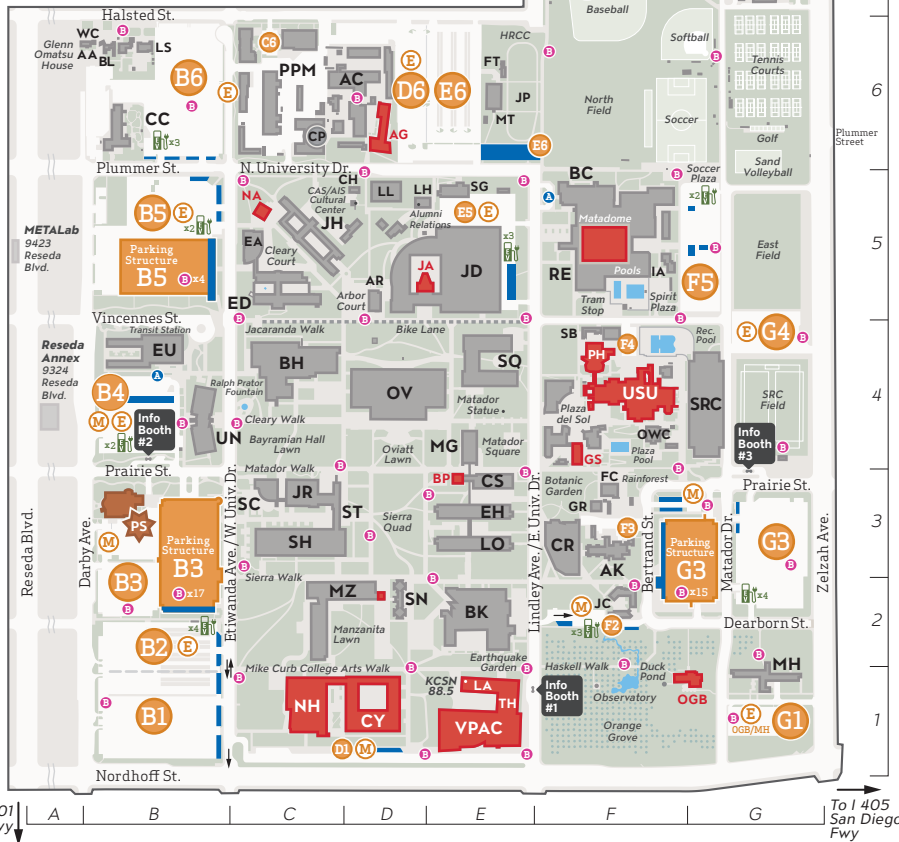 Halsted St.
WC
AA
BL
LS
Glenn
Omatsu
House
B
B6
E
CC
x3
B
Plummer St.
C6
PPM
AC
CP
B
AG
E
D6
E6
HRCC
FT
JP
MT
E6
Baseball
B
North
Field
Softball
B
Soccer
Tennis
Courts
Golf
Sand
Volleyball
6
Plummer
Street
N. University Dr.
B
NA
CH
B
CAS/AIS
Cultural
Center
JH
LL
LH
Alumni
Relations
SG
B
E5
E
x3
EA
Cleary
Court
ED
AR
Arbor
Court
JA
JD
METALab
9423
Reseda
Blvd.
B5
E
x2
Parking
Structure
B5
B x4
Vincennes St.
BC
A
Matadome
RE
Pools
IA
Tram
Stop
Spirit
Plaza
B
Soccer
Plaza
x2
B
F5
East
Field
5
B
Jacaranda Walk
B
Bike Lane
B
B
Reseda
Annex
9324
Reseda
Blvd.
Transit Station
EU
A
B4
M
E
x2
Info
Booth
#2
B
UN
Prairie St.
Ralph Prator
Fountain
BH
Cleary Walk
Bayramian Hall
Lawn
Matador Walk
OV
Oviatt
Lawn
SQ
Matador
Statue
MG
Matador
Square
SB
F4
PH
Rec.
Pool
USU
SRC
Plaza
del Sol
OWC
Plaza
Pool
GS
E
G4
B
SRC
Field
Info
Booth
#3
B
4
Prairie St.
PS
M
B3
B
Parking
Structure
B3
B x17
SC
JR
ST
B
SH
B
Sierra Walk
BP
B
CS
EH
LO
Sierra
Quad
B
B
Botanic
Garden
FC
Rainforest
GR
B
F3
CR
AK
M
B
Parking
Structure
G3
B x15
G3
B
x4
3
Reseda Blvd.
Darby Ave.
Etiwanda Ave./W. Univ. Dr.
Lindley Ave./E. Univ. Dr.
Bertrand St.
Matador Dr.
Zelzah Ave.
x4
B2
E
MZ
Manzanita
Lawn
SN
BK
Earthquake
Garden
M
JC
B
x3
F2
Dearborn St.
2
B
Mike Curb College Arts Walk
B
KCSN
88.5
Haskell Walk
B
Duck
Pond
B
MH
B
B1
NH
CY
LA
TH
VPAC
Info
Booth
#1
Observatory
OGB
Orange
Grove
B
E
OGB/MH
G1
1
D1
M
B
B
Nordhoff St.
A
B
C
D
E
F
G
To I 405
San Diego
Fwy